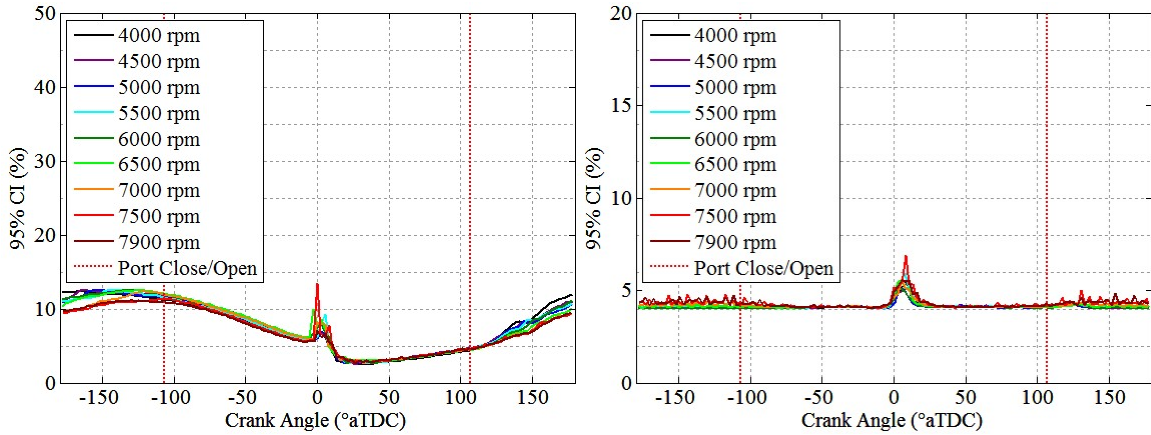 95% CI (%)
50
40
30
20
10
0
4000 rpm
4500 rpm
5000 rpm
5500 rpm
6000 rpm
6500 rpm
7000 rpm
7500 rpm
7900 rpm
Port Close/Open
-150 -100 -50 0 50 100 150
Crank Angle (°aTDC)
95% CI (%)
20
15
10
5
0
4000 rpm
4500 rpm
5000 rpm
5500 rpm
6000 rpm
6500 rpm
7000 rpm
7500 rpm
7900 rpm
Port Close/Open
-150 -100 -50 0 50 100 150
Crank Angle (°aTDC)